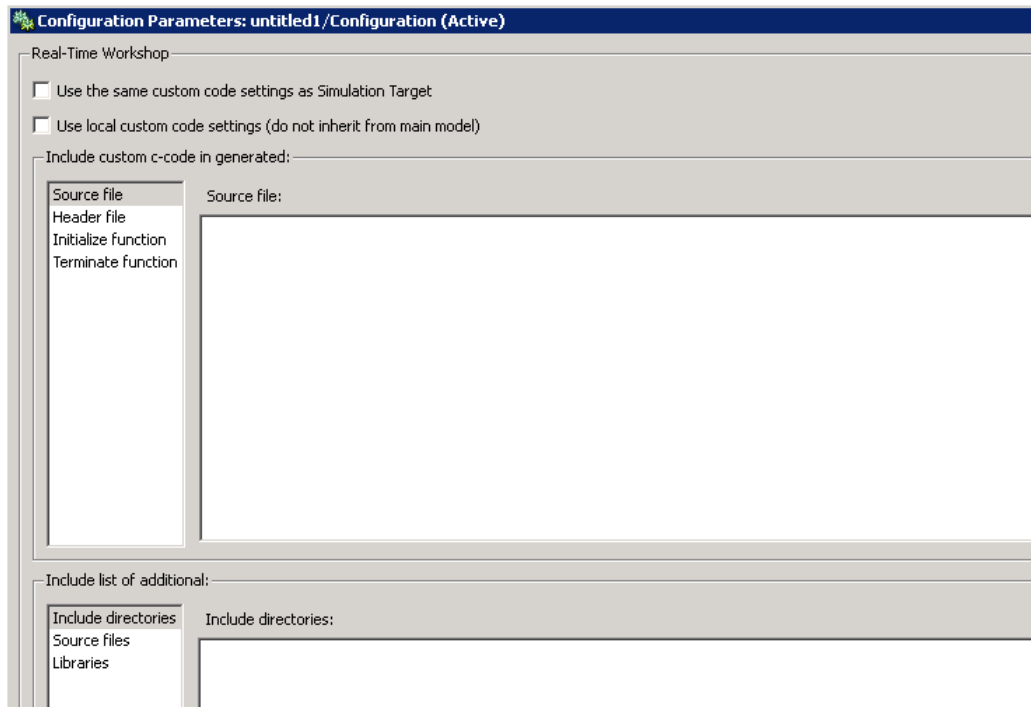 Configuration Parameters: untitled1/Configuration (Active)
Real-Time Workshop
Use the same custom code settings as Simulation Target
Use local custom code settings (do not inherit from main model)
Include custom c-code in generated:
Source file
Header file
Initialize function
Terminate function
Source file:
Include list of additional:
Include directories
Source files
Libraries
Include directories: